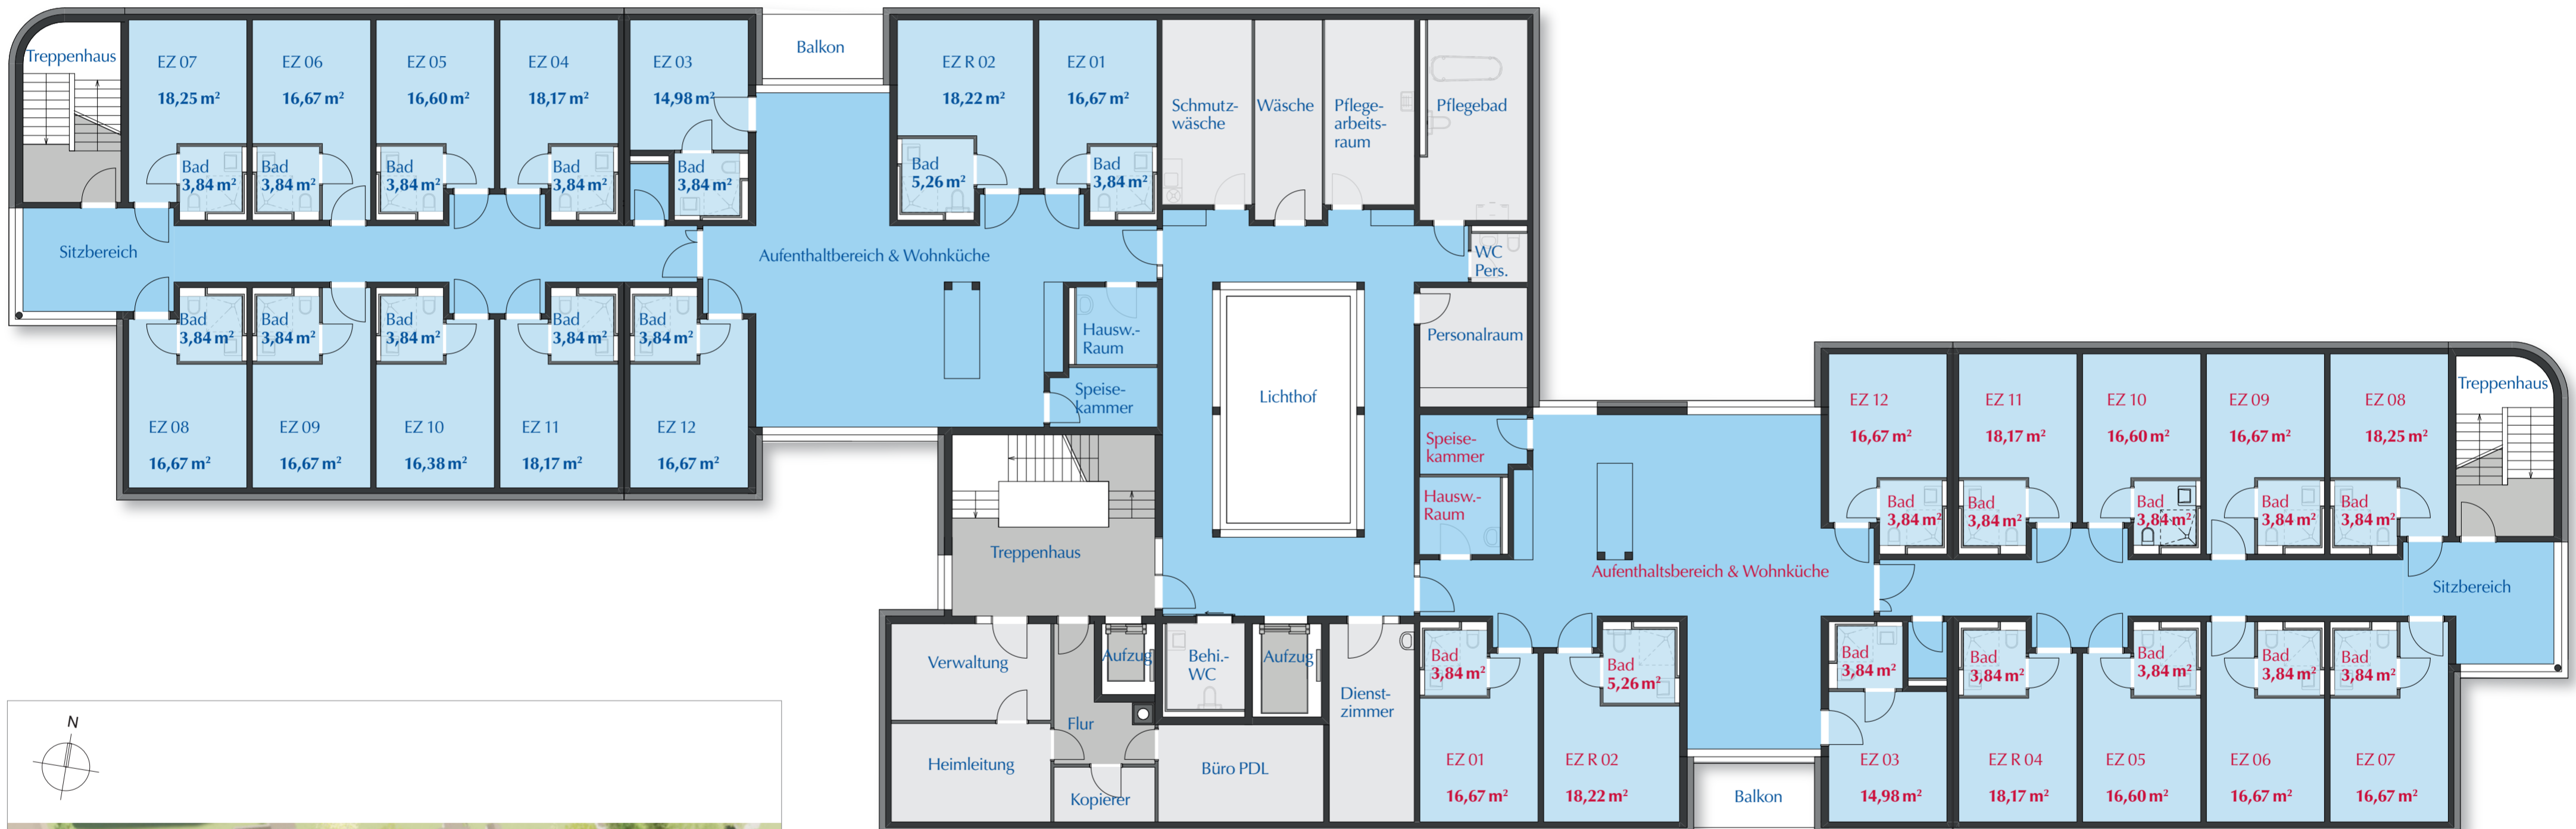 Treppenhaus
EZ 07
18,25 m²
Bad
3,84 m²
EZ 06
16,67 m²
Bad
3,84 m²
EZ 05
16,60 m²
Bad
3,84 m²
EZ 04
18,17 m²
Bad
3,84 m²
EZ 03
14,98 m²
Bad
3,84 m²
Balkon
EZ R 02
18,22 m²
Bad
5,26 m²
EZ 01
16,67 m²
Bad
3,84 m²
Schmutz-
wäsche
Wäsche
Pflege-
arbeits-
raum
Pflegebad
Sitzbereich
Aufenthaltbereich & Wohnküche
WC
Pers.
Bad
3,84 m²
EZ 08
16,67 m²
Bad
3,84 m²
EZ 09
16,67 m²
Bad
3,84 m²
EZ 10
16,38 m²
Bad
3,84 m²
EZ 11
18,17 m²
Bad
3,84 m²
EZ 12
16,67 m²
Hausw.-
Raum
Speise-
kammer
Lichthof
Personalraum
Speise-
kammer
Hausw.-
Raum
Aufenthaltsbereich & Wohnküche
EZ 12
16,67 m²
Bad
3,84 m²
EZ 11
18,17 m²
Bad
3,84 m²
EZ 10
16,60 m²
Bad
3,84 m²
EZ 09
16,67 m²
Bad
3,84 m²
EZ 08
18,25 m²
Bad
3,84 m²
Treppenhaus
Sitzbereich
Treppenhaus
Verwaltung
Heimleitung
Flur
Kopierer
Aufzug
Behi.-
WC
Aufzug
Büro PDL
Dienst-
zimmer
Bad
3,84 m²
EZ 01
16,67 m²
Bad
5,26 m²
EZ R 02
18,22 m²
Balkon
Bad
3,84 m²
EZ 03
14,98 m²
Bad
3,84 m²
EZ R 04
18,17 m²
Bad
3,84 m²
EZ 05
16,60 m²
Bad
3,84 m²
EZ 06
16,67 m²
Bad
3,84 m²
EZ 07
16,67 m²
N